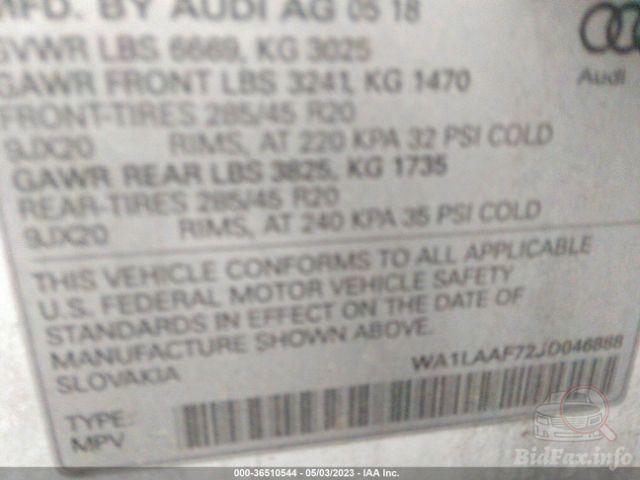 MFD. BY AUDI AG 05 18
GVWR LBS 6669, KG 3025
GAWR FRONT LBS 3241, KG 1470
FRONT-TIRES 285/45 R20
9JX20 RIMS, AT 220 KPA 32 PSI COLD
GAWR REAR LBS 3825, KG 1735
REAR-TIRES 285/45 R20
9JX20 RIMS, AT 240 KPA 35 PSI COLD
Audi
THIS VEHICLE CONFORMS TO ALL APPLICABLE
U.S. FEDERAL MOTOR VEHICLE SAFETY
STANDARDS IN EFFECT ON THE DATE OF
MANUFACTURE SHOWN ABOVE.
SLOVAKIA
WA1LAAF72JD046888
TYPE:
MPV
BidFax.info
000-36510544 - 05/03/2023 - IAA Inc.